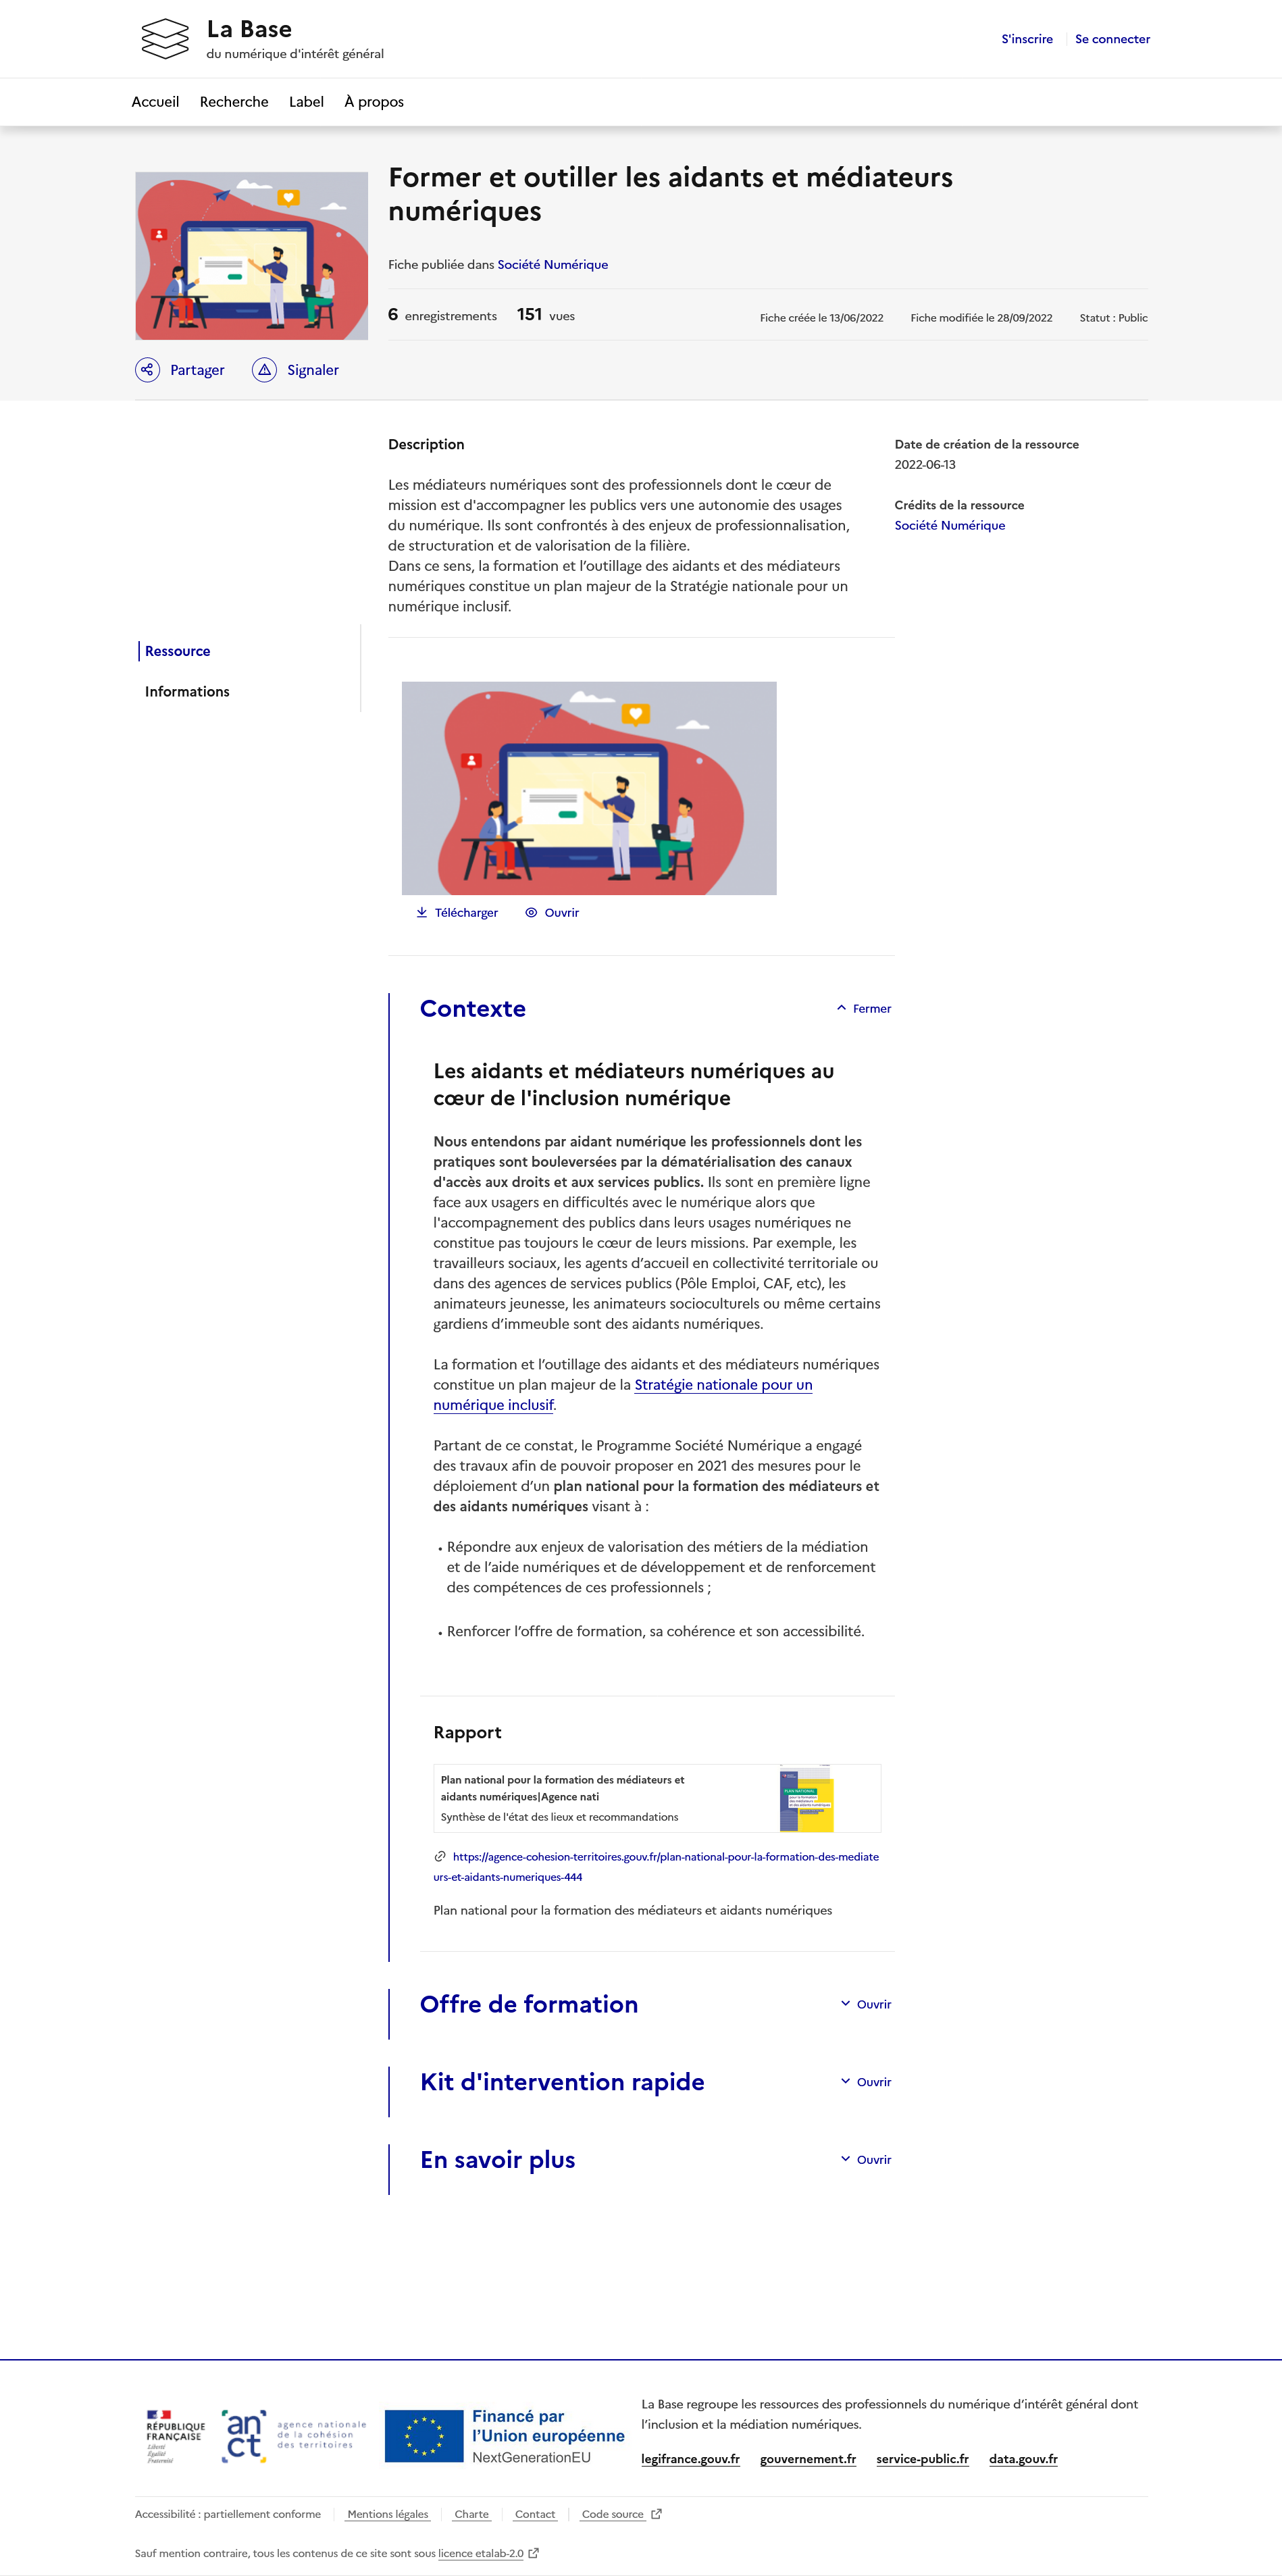 La Base
du numérique d'intérêt général
S'inscrire
Se connecter
Accueil
Recherche
Label
À propos
Former et outiller les aidants et médiateurs
numériques
Fiche publiée dans Société Numérique
6 enregistrements
151 vues
Fiche créée le 13/06/2022
Fiche modifiée le 28/09/2022
Statut : Public
Partager
Signaler
Ressource
Informations
Description
Les médiateurs numériques sont des professionnels dont le cœur de
mission est d'accompagner les publics vers une autonomie des usages
du numérique. Ils sont confrontés à des enjeux de professionnalisation,
de structuration et de valorisation de la filière.
Dans ce sens, la formation et l’outillage des aidants et des médiateurs
numériques constitue un plan majeur de la Stratégie nationale pour un
numérique inclusif.
Date de création de la ressource
2022-06-13
Crédits de la ressource
Société Numérique
Télécharger
Ouvrir
Contexte
Fermer
Les aidants et médiateurs numériques au
cœur de l'inclusion numérique
Nous entendons par aidant numérique les professionnels dont les
pratiques sont bouleversées par la dématérialisation des canaux
d'accès aux droits et aux services publics. Ils sont en première ligne
face aux usagers en difficultés avec le numérique alors que
l'accompagnement des publics dans leurs usages numériques ne
constitue pas toujours le cœur de leurs missions. Par exemple, les
travailleurs sociaux, les agents d’accueil en collectivité territoriale ou
dans des agences de services publics (Pôle Emploi, CAF, etc), les
animateurs jeunesse, les animateurs socioculturels ou même certains
gardiens d’immeuble sont des aidants numériques.
La formation et l’outillage des aidants et des médiateurs numériques
constitue un plan majeur de la Stratégie nationale pour un
numérique inclusif.
Partant de ce constat, le Programme Société Numérique a engagé
des travaux afin de pouvoir proposer en 2021 des mesures pour le
déploiement d’un plan national pour la formation des médiateurs et
des aidants numériques visant à :
• Répondre aux enjeux de valorisation des métiers de la médiation
et de l’aide numériques et de développement et de renforcement
des compétences de ces professionnels ;
• Renforcer l’offre de formation, sa cohérence et son accessibilité.
Rapport
Plan national pour la formation des médiateurs et
aidants numériques|Agence nati
Synthèse de l'état des lieux et recommandations
PLAN NATIONAL
pour la formation
des médiateurs
et des aidants numériques
https://agence-cohesion-territoires.gouv.fr/plan-national-pour-la-formation-des-mediate
urs-et-aidants-numeriques-444
Plan national pour la formation des médiateurs et aidants numériques
Offre de formation
Ouvrir
Kit d'intervention rapide
Ouvrir
En savoir plus
Ouvrir
RÉPUBLIQUE
FRANÇAISE
Liberté
Égalité
Fraternité
an
ct
agence nationale
de la cohésion
des territoires
Financé par
l’Union européenne
NextGenerationEU
La Base regroupe les ressources des professionnels du numérique d’intérêt général dont
l’inclusion et la médiation numériques.
legifrance.gouv.fr
gouvernement.fr
service-public.fr
data.gouv.fr
Accessibilité : partiellement conforme
Mentions légales
Charte
Contact
Code source
Sauf mention contraire, tous les contenus de ce site sont sous licence etalab-2.0